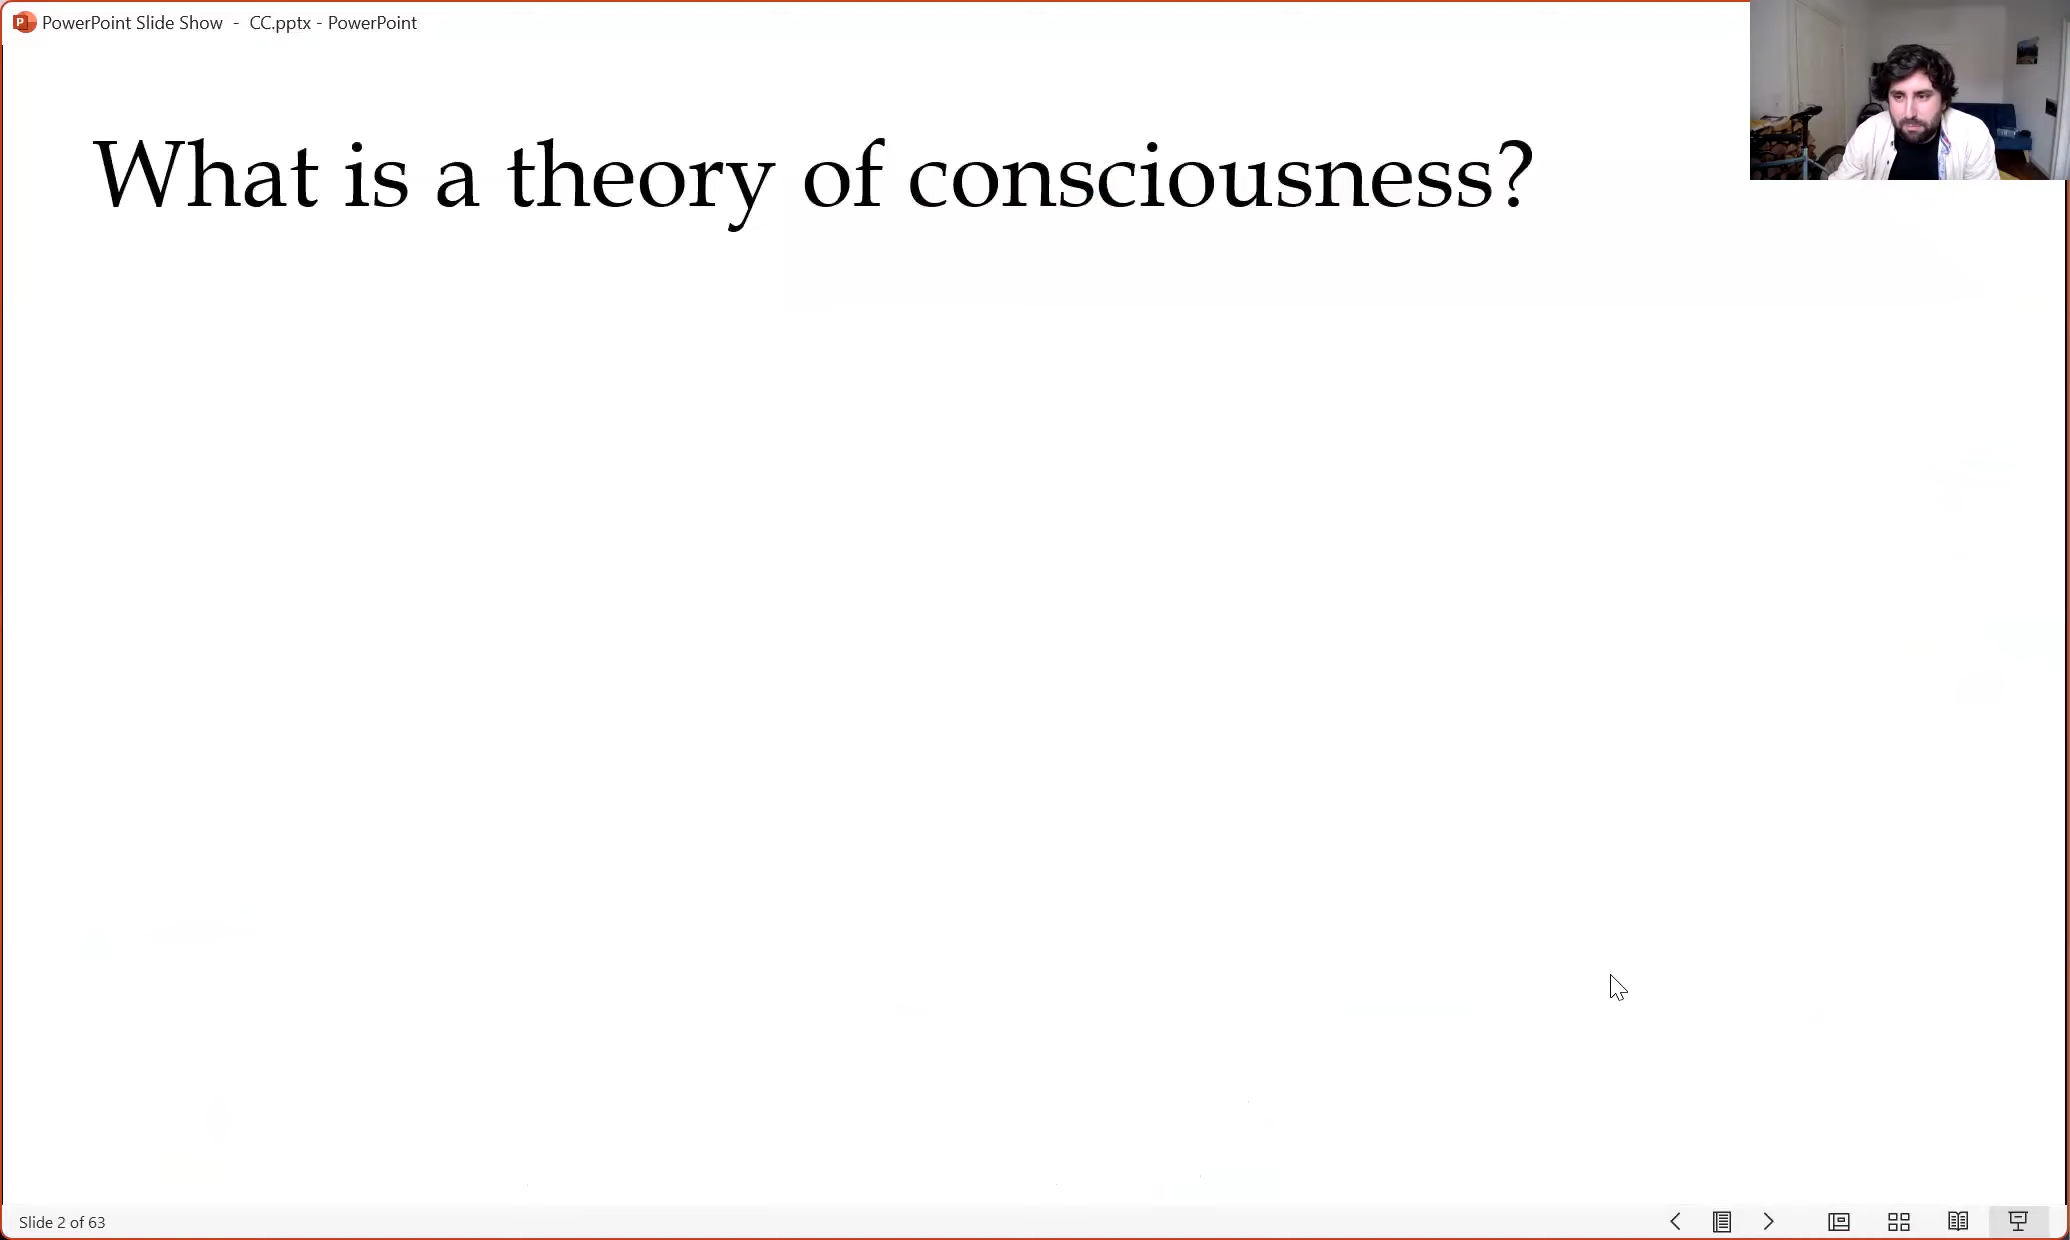 PowerPoint Slide Show - CC.pptx - PowerPoint
What is a theory of consciousness?
Slide 2 of 63